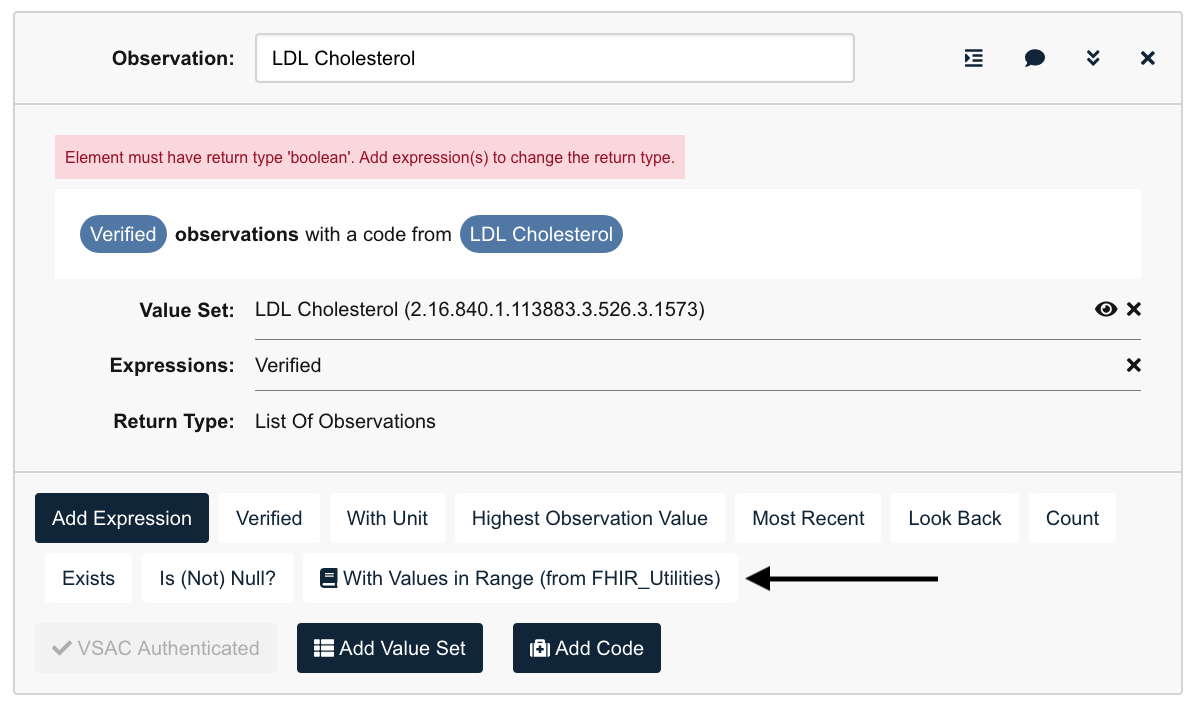 Observation: LDL Cholesterol
Element must have return type 'boolean'. Add expression(s) to change the return type.
Verified observations with a code from LDL Cholesterol
Value Set: LDL Cholesterol (2.16.840.1.113883.3.526.3.1573)
Expressions: Verified
Return Type: List Of Observations
Add Expression Verified With Unit Highest Observation Value Most Recent Look Back Count
Exists Is (Not) Null? With Values in Range (from FHIR_Utilities)
VSAC Authenticated Add Value Set Add Code